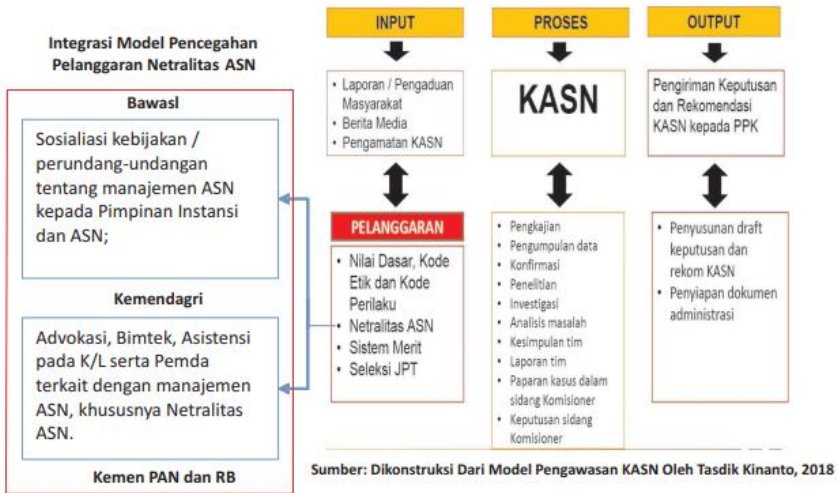 Integrasi Model Pencegahan
Pelanggaran Netralitas ASN
Bawasl
Sosialiasi kebijakan /
perundang-undangan
tentang manajemen ASN
kepada Pimpinan Instansi
dan ASN;
Kemendagri
Advokasi, Bimtek, Asistensi
pada K/L serta Pemda
terkait dengan manajemen
ASN, khususnya Netralitas
ASN.
Kemen PAN dan RB
INPUT
• Laporan / Pengaduan
Masyarakat
• Berita Media
• Pengamatan KASN
PELANGGARAN
• Nilai Dasar, Kode
Etik dan Kode
Perilaku
• Netralitas ASN
• Sistem Merit
• Seleksi JPT
PROSES
KASN
• Pengkajian
• Pengumpulan data
• Konfirmasi
• Penelitian
• Investigasi
• Analisis masalah
• Kesimpulan tim
• Laporan tim
• Paparan kasus dalam
sidang Komisioner
• Keputusan sidang
Komisioner
OUTPUT
Pengiriman Keputusan
dan Rekomendasi
KASN kepada PPK
• Penyusunan draft
keputusan dan
rekom KASN
• Penyiapan dokumen
administrasi
Sumber: Dikonstruksi Dari Model Pengawasan KASN Oleh Tasdik Kinanto, 2018